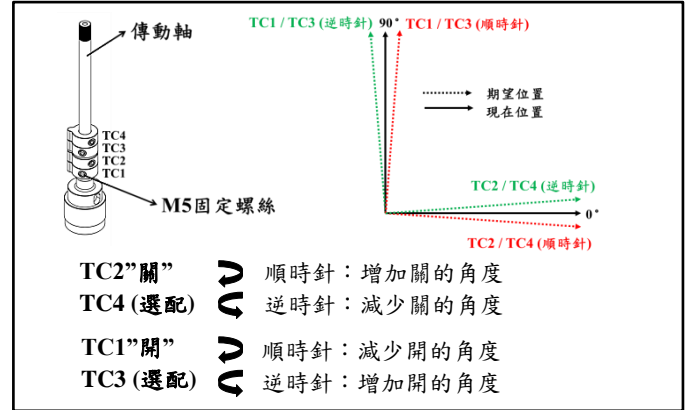 TC1 / TC3 (逆時針) 90° TC1 / TC3 (順時針)
傳動軸
期望位置
現在位置
TC4
TC3
TC2
TC1
TC2 / TC4 (逆時針)
M5固定螺絲
0°
TC2 / TC4 (順時針)
TC2”關” 順時針：增加關的角度
TC4 (選配) 逆時針：減少關的角度
TC1”開” 順時針：減少開的角度
TC3 (選配) 逆時針：增加開的角度